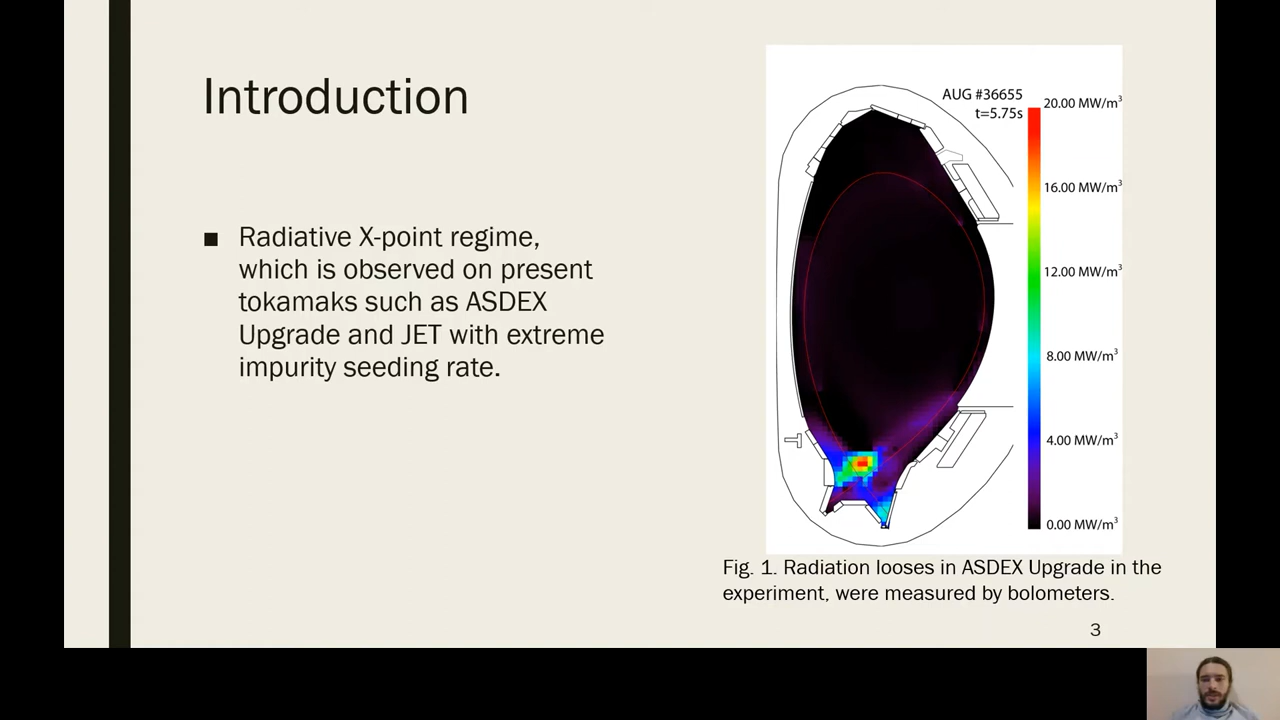 Introduction
■ Radiative X-point regime,
which is observed on present
tokamaks such as ASDEX
Upgrade and JET with extreme
impurity seeding rate.
AUG #36655
t=5.75s
20.00 MW/m³
16.00 MW/m³
12.00 MW/m³
8.00 MW/m³
4.00 MW/m³
0.00 MW/m³
Fig. 1. Radiation looses in ASDEX Upgrade in the
experiment, were measured by bolometers.
3